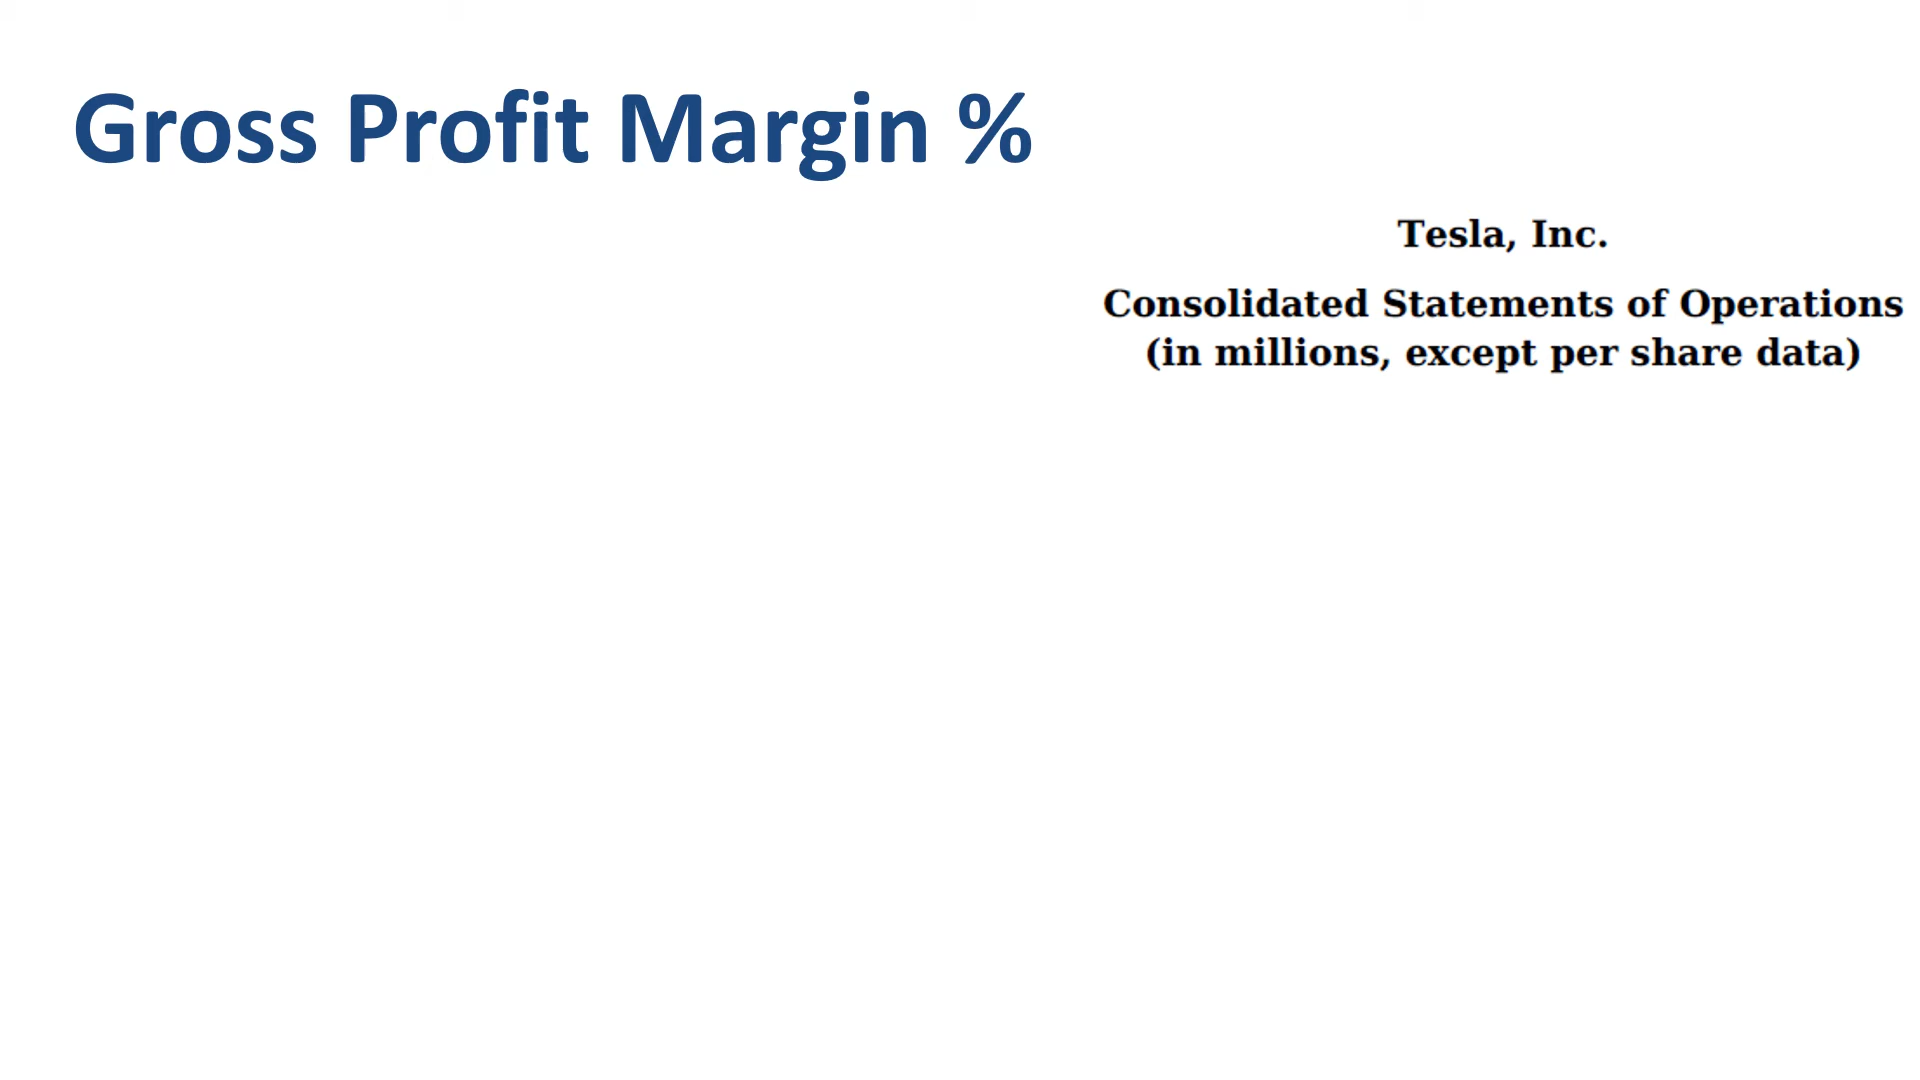 Gross Profit Margin %
Tesla, Inc.
Consolidated Statements of Operations
(in millions, except per share data)